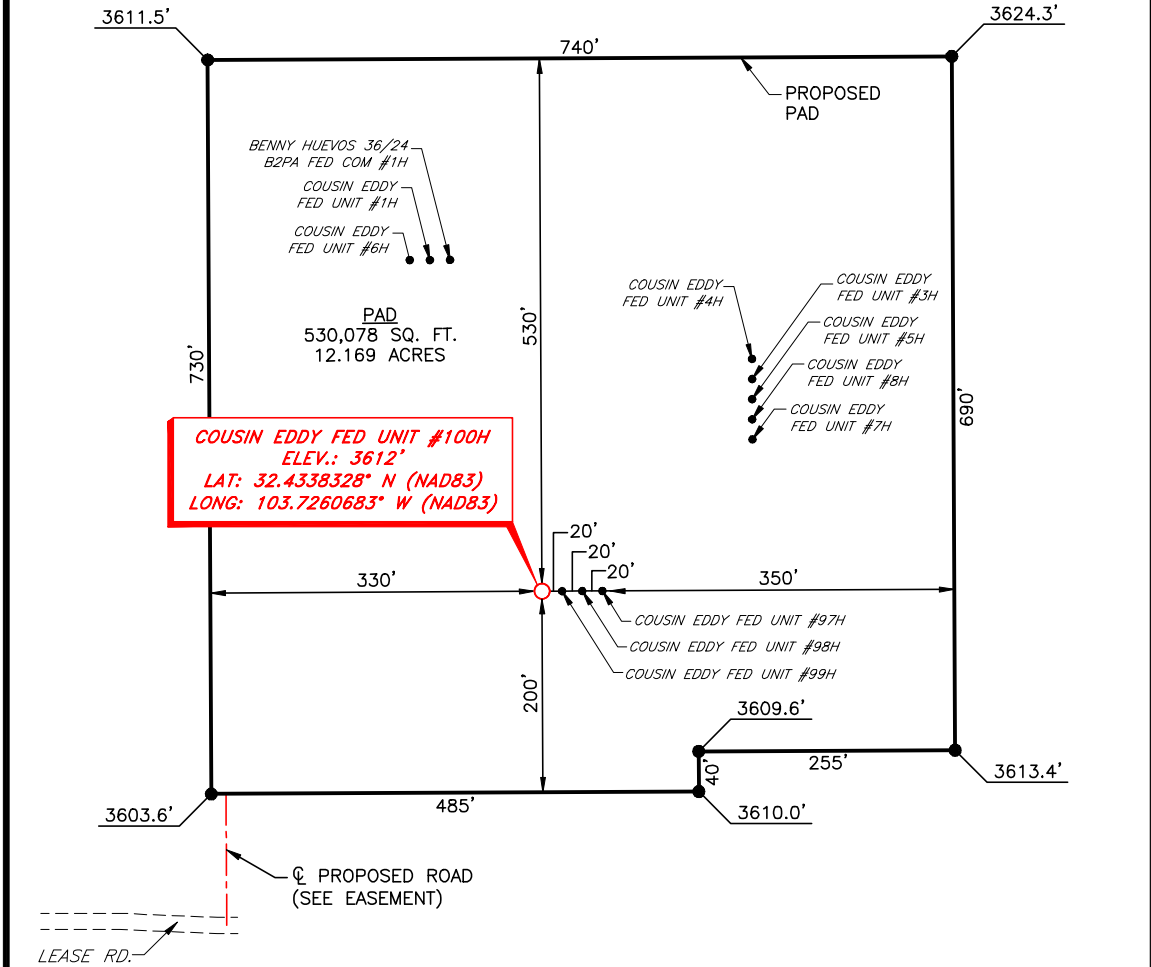 3611.5'
3624.3'
740'
PROPOSED
PAD
BENNY HUEVOS 36/24
B2PA FED COM #1H
COUSIN EDDY
FED UNIT #1H
COUSIN EDDY
FED UNIT #6H
530'
COUSIN EDDY
FED UNIT #4H
COUSIN EDDY
FED UNIT #3H
COUSIN EDDY
FED UNIT #5H
COUSIN EDDY
FED UNIT #8H
COUSIN EDDY
FED UNIT #7H
PAD
530,078 SQ. FT.
12.169 ACRES
730'
690'
COUSIN EDDY FED UNIT #100H
ELEV.: 3612'
LAT: 32.4338328° N (NAD83)
LONG: 103.7260683° W (NAD83)
20'
20'
20'
330'
350'
COUSIN EDDY FED UNIT #97H
COUSIN EDDY FED UNIT #98H
COUSIN EDDY FED UNIT #99H
200'
3609.6'
40'
255'
3613.4'
485'
3603.6'
3610.0'
℄ PROPOSED ROAD
(SEE EASEMENT)
LEASE RD.